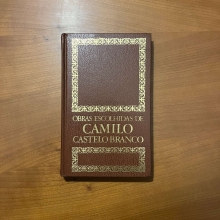 OBRAS ESCOLHIDAS DE
CAMILO
CASTELO BRANCO